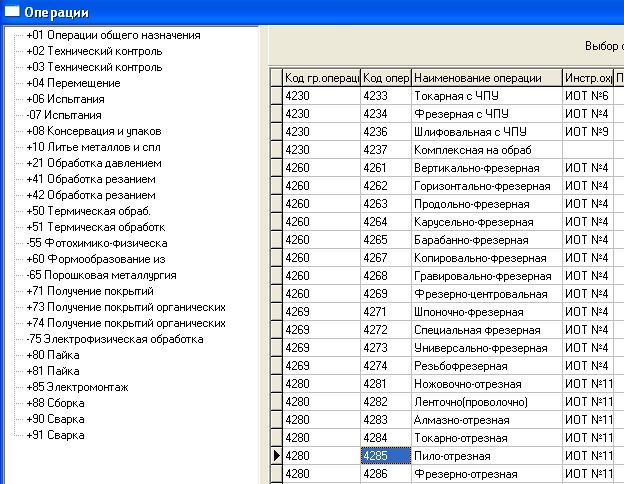 Операции
+01 Операции общего назначения
+02 Технический контроль
+03 Технический контроль
+04 Перемещение
+06 Испытания
-07 Испытания
+08 Консервация и упаков
+10 Литье металлов и спл
+21 Обработка давлением
+41 Обработка резанием
+42 Обработка резанием
+50 Термическая обраб.
+51 Термическая обработк
-55 Фотохимико-физическа
+60 Формообразование из
-65 Порошковая металлургия
+71 Получение покрытий
+73 Получение покрытий органических
+74 Получение покрытий органических
-75 Электрофизическая обработка
+80 Пайка
+81 Пайка
+85 Электромонтаж
+88 Сборка
+90 Сварка
+91 Сварка
Выбор
Код гр.операц Код опер Наименование операции Инстр.ох П
4230 4233 Токарная с ЧПУ ИОТ №6
4230 4234 Фрезерная с ЧПУ ИОТ №4
4230 4236 Шлифовальная с ЧПУ ИОТ №9
4230 4237 Комплексная на обраб
4260 4261 Вертикально-фрезерная ИОТ №4
4260 4262 Горизонтально-фрезерная ИОТ №4
4260 4263 Продольно-фрезерная ИОТ №4
4260 4264 Карусельно-фрезерная ИОТ №4
4260 4265 Барабанно-фрезерная ИОТ №4
4260 4267 Копировально-фрезерная ИОТ №4
4260 4268 Гравировально-фрезерная ИОТ №4
4260 4269 Фрезерно-центровальная ИОТ №4
4269 4271 Шпоночно-фрезерная ИОТ №4
4269 4272 Специальная фрезерная ИОТ №4
4269 4273 Универсально-фрезерная ИОТ №4
4269 4274 Резьбофрезерная ИОТ №4
4280 4281 Ножовочно-отрезная ИОТ №11
4280 4282 Ленточно(проволочно) ИОТ №11
4280 4283 Алмазно-отрезная ИОТ №11
4280 4284 Токарно-отрезная ИОТ №11
4280 4285 Пило-отрезная ИОТ №11
4280 4286 Фрезерно-отрезная ИОТ №11